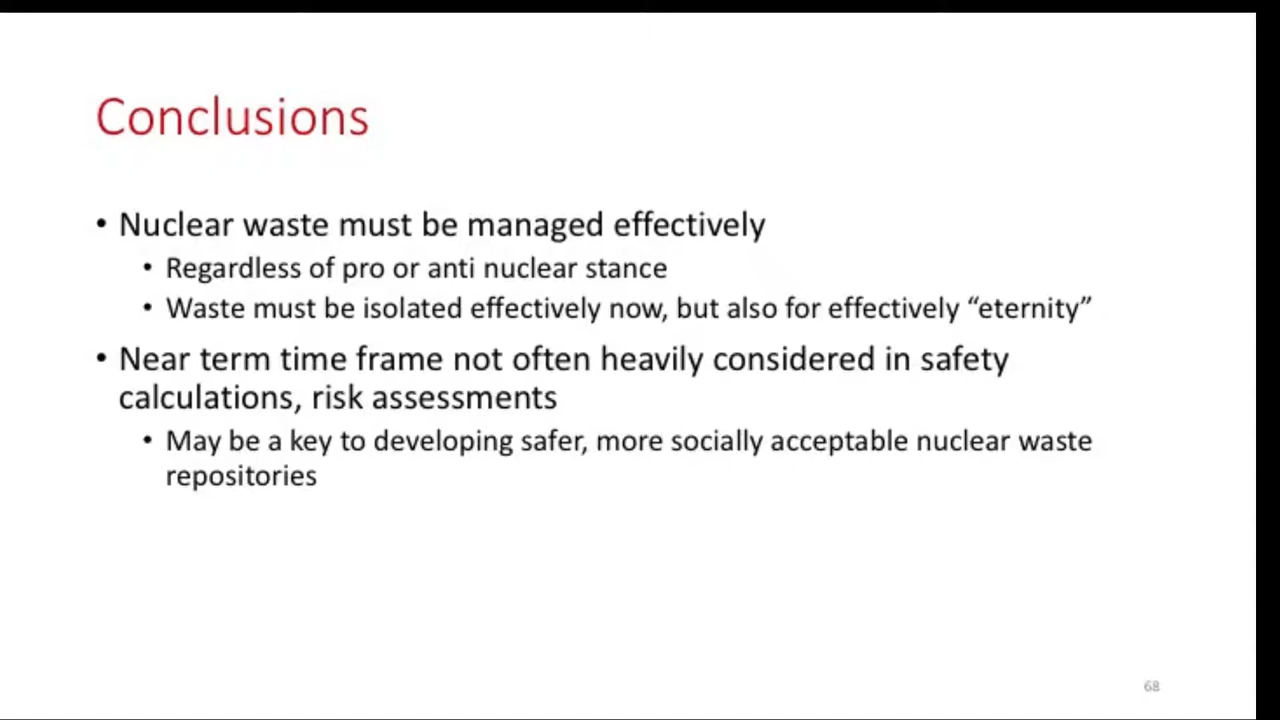 Conclusions
• Nuclear waste must be managed effectively
• Regardless of pro or anti nuclear stance
• Waste must be isolated effectively now, but also for effectively “eternity”
• Near term time frame not often heavily considered in safety
calculations, risk assessments
• May be a key to developing safer, more socially acceptable nuclear waste
repositories
68